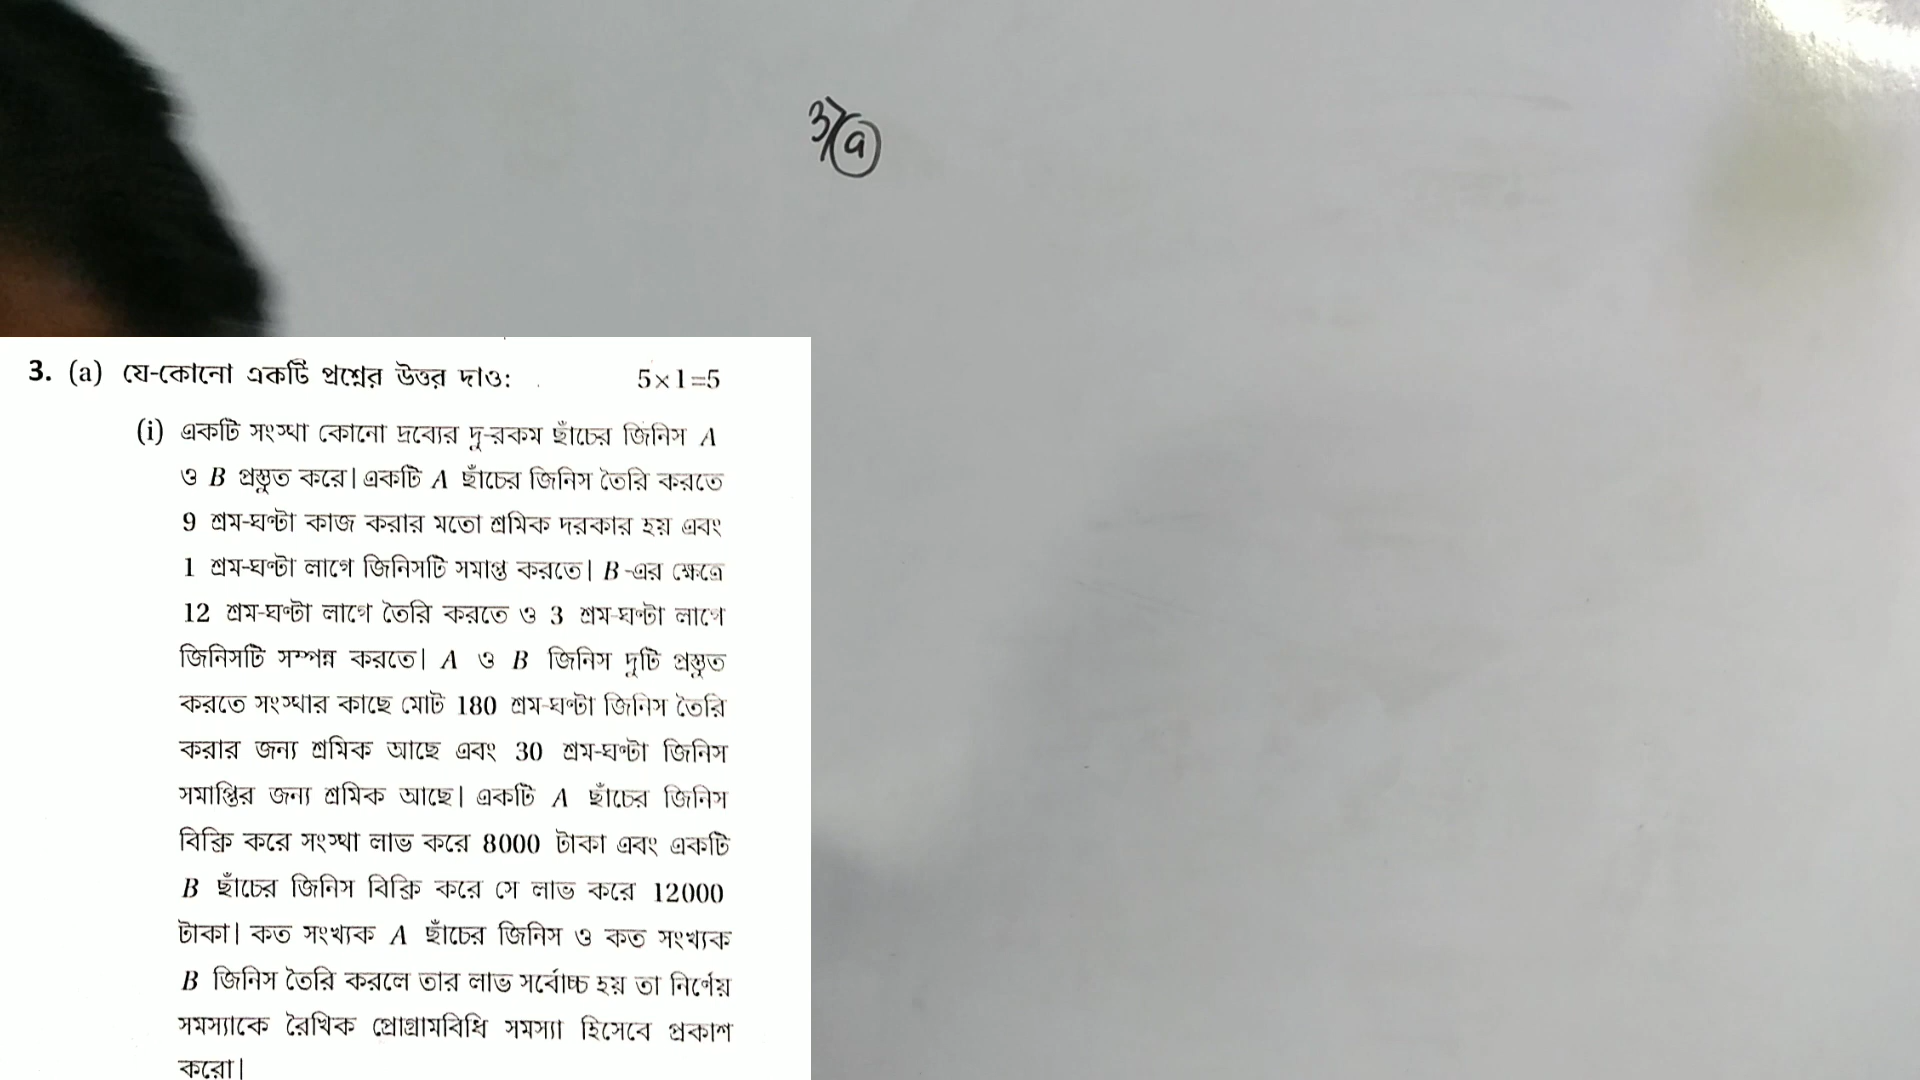 3/(a)
3. (a) যে-কোনো একটি প্রশ্নের উত্তর দাও: 5×1=5
(i) একটি সংস্থা কোনো দ্রব্যের দু-রকম ছাঁচের জিনিস A
ও B প্রস্তুত করে। একটি A ছাঁচের জিনিস তৈরি করতে
9 শ্রম-ঘণ্টা কাজ করার মতো শ্রমিক দরকার হয় এবং
1 শ্রম-ঘণ্টা লাগে জিনিসটি সমাপ্ত করতে। B-এর ক্ষেত্রে
12 শ্রম-ঘণ্টা লাগে তৈরি করতে ও 3 শ্রম-ঘণ্টা লাগে
জিনিসটি সম্পন্ন করতে। A ও B জিনিস দুটি প্রস্তুত
করতে সংস্থার কাছে মোট 180 শ্রম-ঘণ্টা জিনিস তৈরি
করার জন্য শ্রমিক আছে এবং 30 শ্রম-ঘণ্টা জিনিস
সমাপ্তির জন্য শ্রমিক আছে। একটি A ছাঁচের জিনিস
বিক্রি করে সংস্থা লাভ করে 8000 টাকা এবং একটি
B ছাঁচের জিনিস বিক্রি করে সে লাভ করে 12000
টাকা। কত সংখ্যক A ছাঁচের জিনিস ও কত সংখ্যক
B জিনিস তৈরি করলে তার লাভ সর্বোচ্চ হয় তা নির্ণেয়
সমস্যাকে রৈখিক প্রোগ্রামবিধি সমস্যা হিসেবে প্রকাশ
করো।